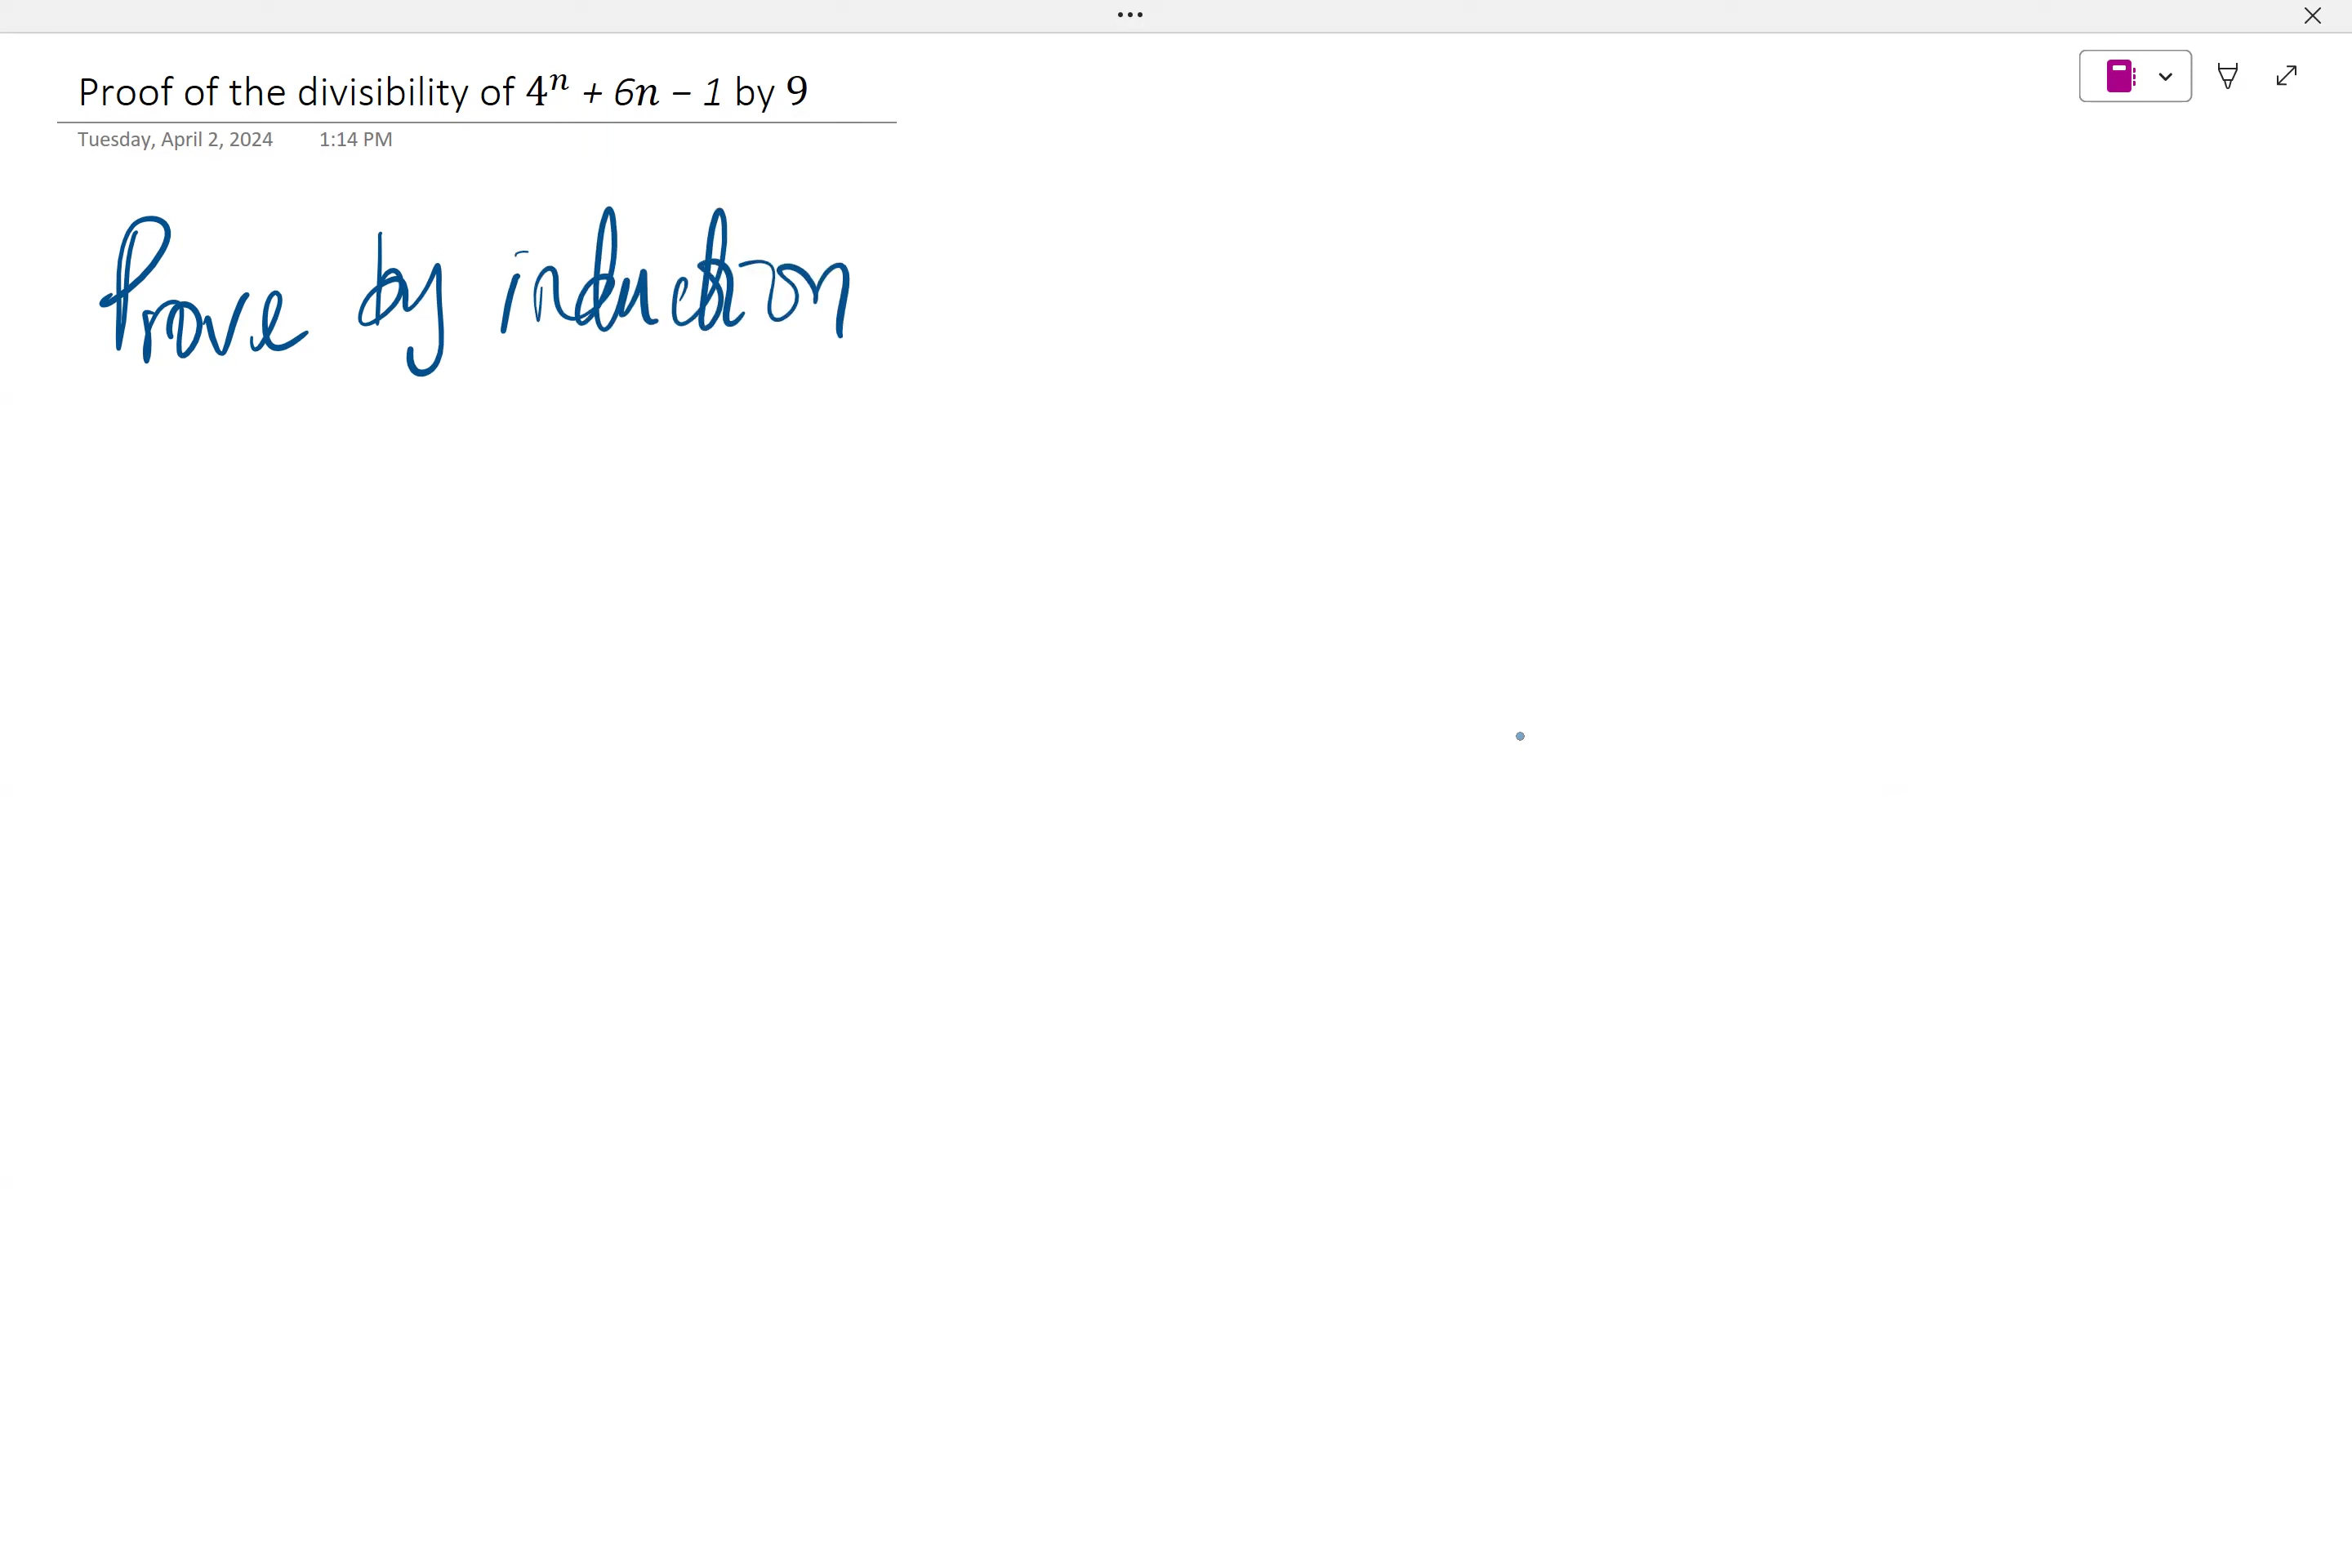 Proof of the divisibility of 4ⁿ + 6n − 1 by 9
Tuesday, April 2, 2024 1:14 PM
Prove by induction